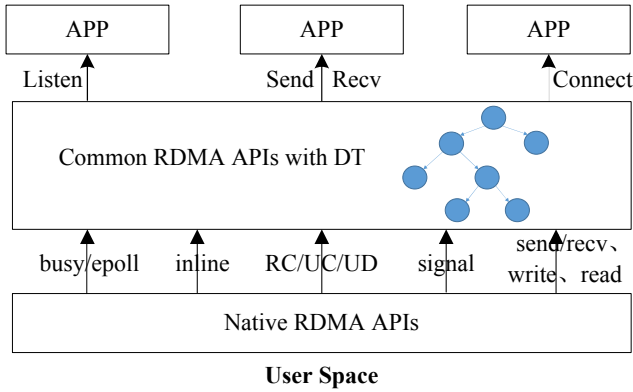 APP APP APP
Listen Send Recv Connect
Common RDMA APIs with DT
busy/epoll inline RC/UC/UD signal send/recv、
write、read
Native RDMA APIs
User Space